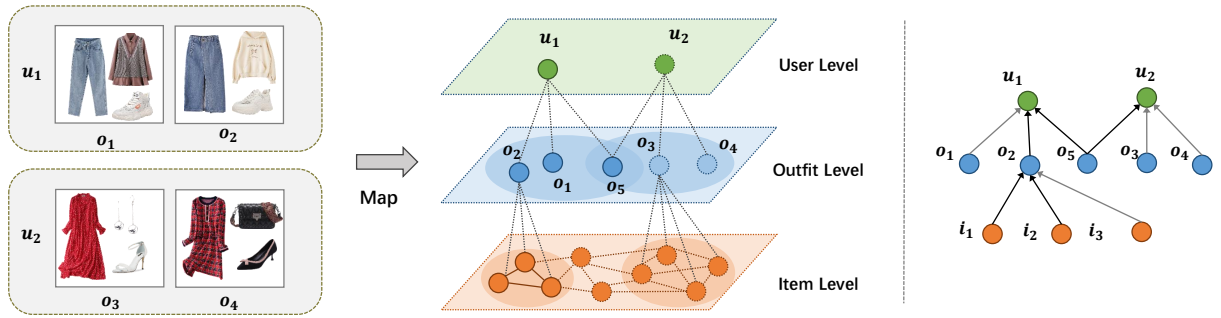 u₁
o₁
o₂
u₂
o₃
o₄
Map
u₁
u₂
User Level
o₂
o₁
o₅
o₃
o₄
Outfit Level
Item Level
u₁
u₂
o₁
o₂
o₅
o₃
o₄
i₁
i₂
i₃